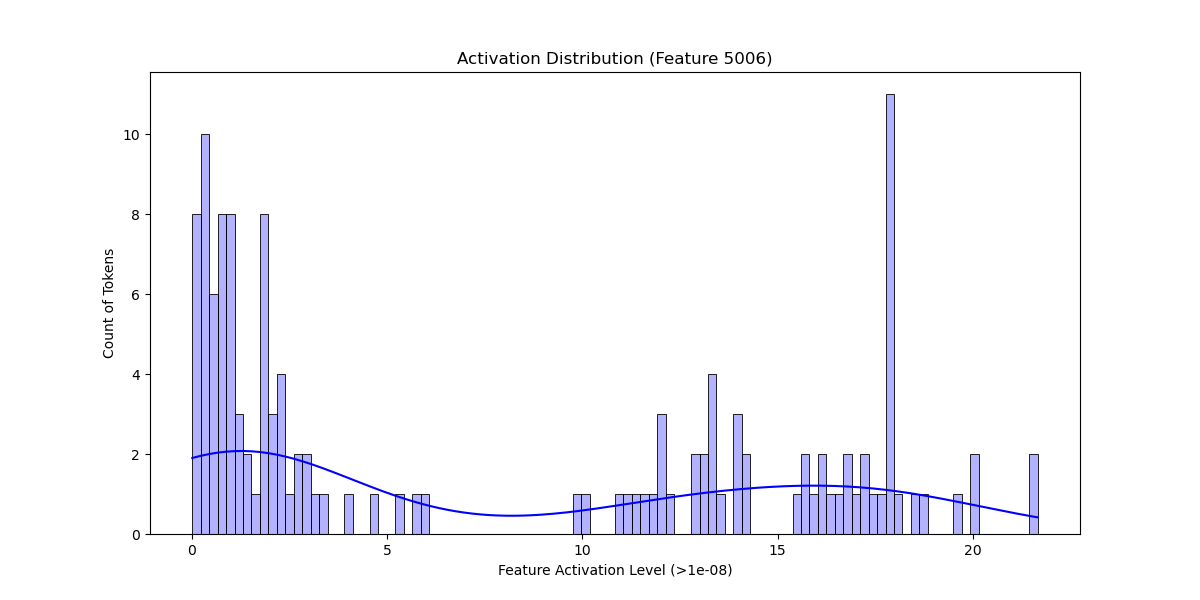 Activation Distribution (Feature 5006)
Count of Tokens
10
8
6
4
2
0
0 5 10 15 20
Feature Activation Level (>1e-08)